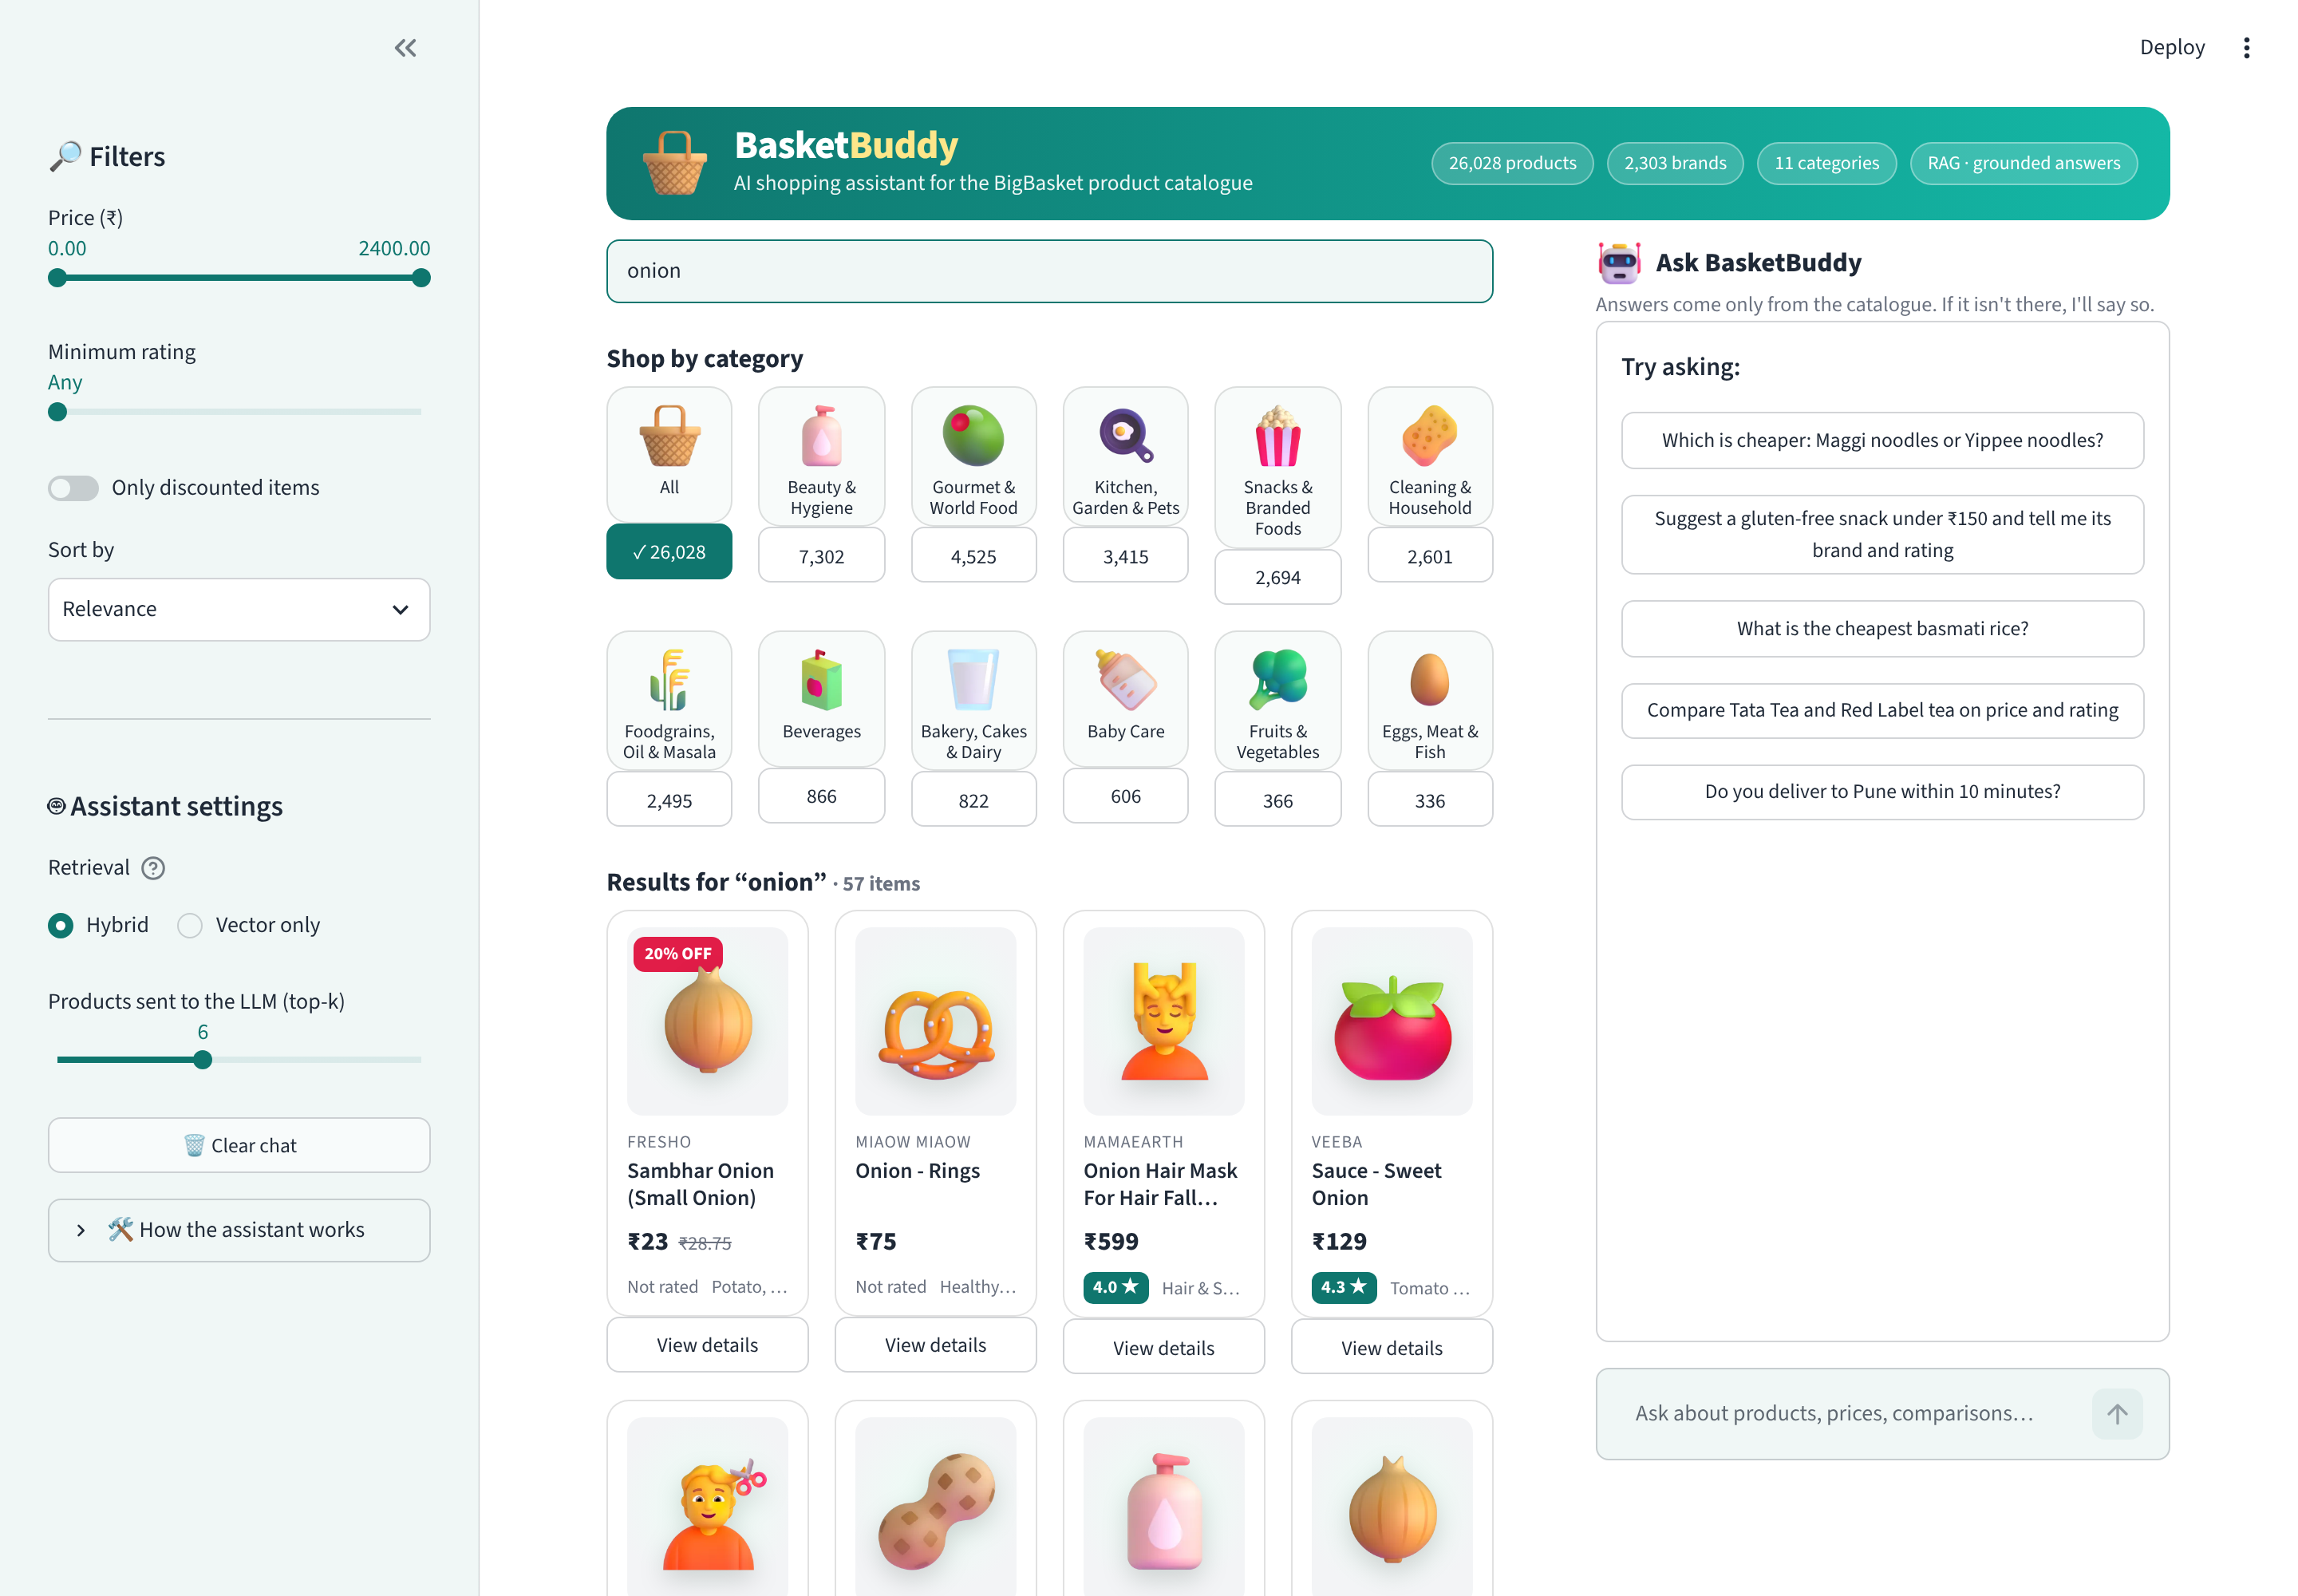 Deploy
🔎 Filters
Price (₹)
0.00 2400.00
Minimum rating
Any
Only discounted items
Sort by
Relevance
Assistant settings
Retrieval
Hybrid Vector only
Products sent to the LLM (top-k)
6
🗑️ Clear chat
🛠️ How the assistant works
BasketBuddy
AI shopping assistant for the BigBasket product catalogue
26,028 products 2,303 brands 11 categories RAG · grounded answers
onion
Shop by category
All
✓ 26,028
Beauty &
Hygiene
7,302
Gourmet &
World Food
4,525
Kitchen,
Garden & Pets
3,415
Snacks &
Branded
Foods
2,694
Cleaning &
Household
2,601
Foodgrains,
Oil & Masala
2,495
Beverages
866
Bakery, Cakes
& Dairy
822
Baby Care
606
Fruits &
Vegetables
366
Eggs, Meat &
Fish
336
Results for “onion” · 57 items
20% OFF
FRESHO
Sambhar Onion
(Small Onion)
₹23 ₹28.75
Not rated Potato, ...
View details
MIAOW MIAOW
Onion - Rings
₹75
Not rated Healthy...
View details
MAMAEARTH
Onion Hair Mask
For Hair Fall...
₹599
4.0 ★ Hair & S...
View details
VEEBA
Sauce - Sweet
Onion
₹129
4.3 ★ Tomato ...
View details
Ask BasketBuddy
Answers come only from the catalogue. If it isn't there, I'll say so.
Try asking:
Which is cheaper: Maggi noodles or Yippee noodles?
Suggest a gluten-free snack under ₹150 and tell me its
brand and rating
What is the cheapest basmati rice?
Compare Tata Tea and Red Label tea on price and rating
Do you deliver to Pune within 10 minutes?
Ask about products, prices, comparisons...